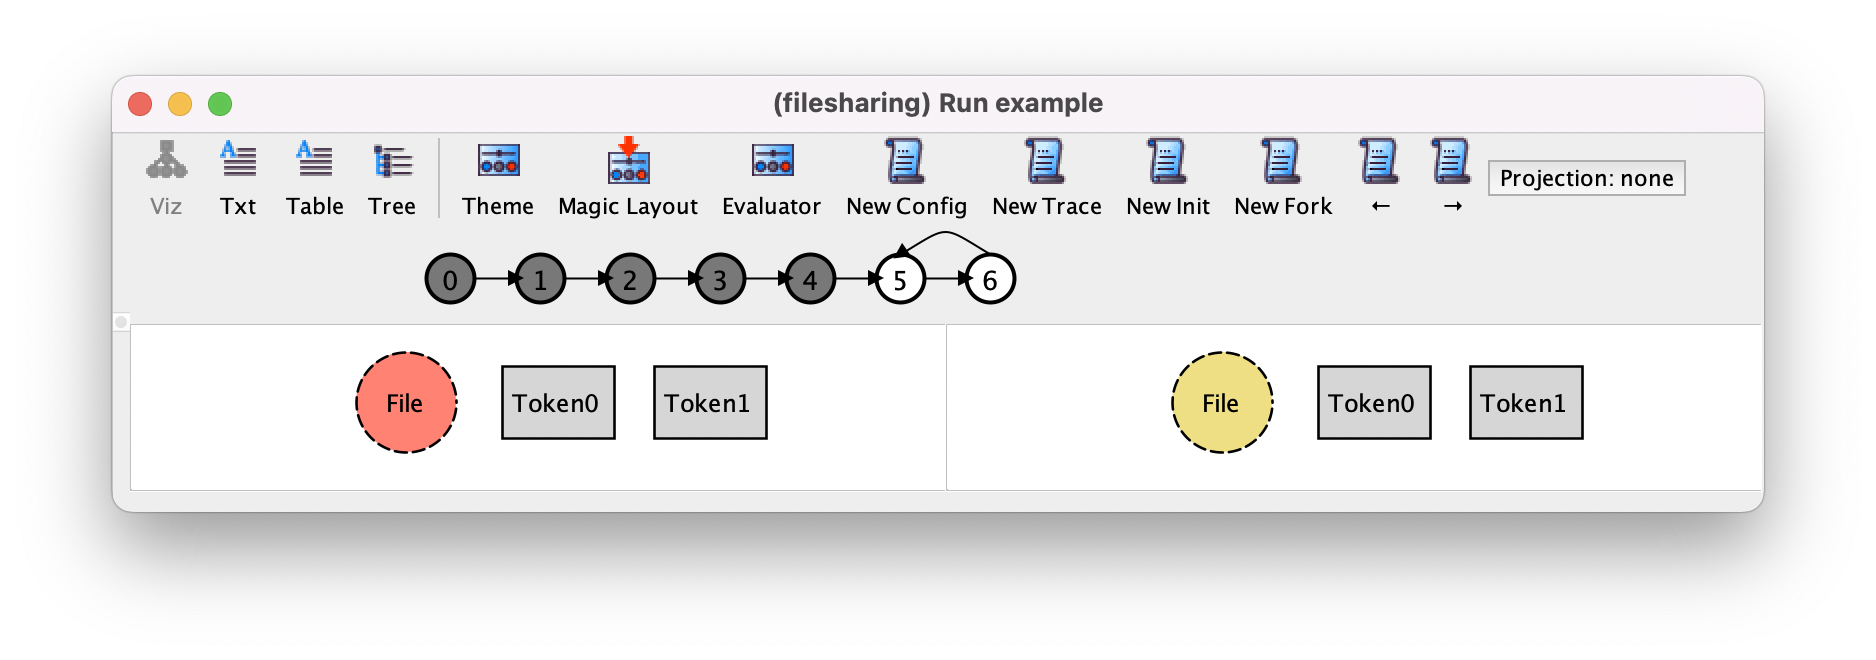 (filesharing) Run example
Viz Txt Table Tree Theme Magic Layout Evaluator New Config New Trace New Init New Fork ← → Projection: none
0 1 2 3 4 5 6
File Token0 Token1 File Token0 Token1